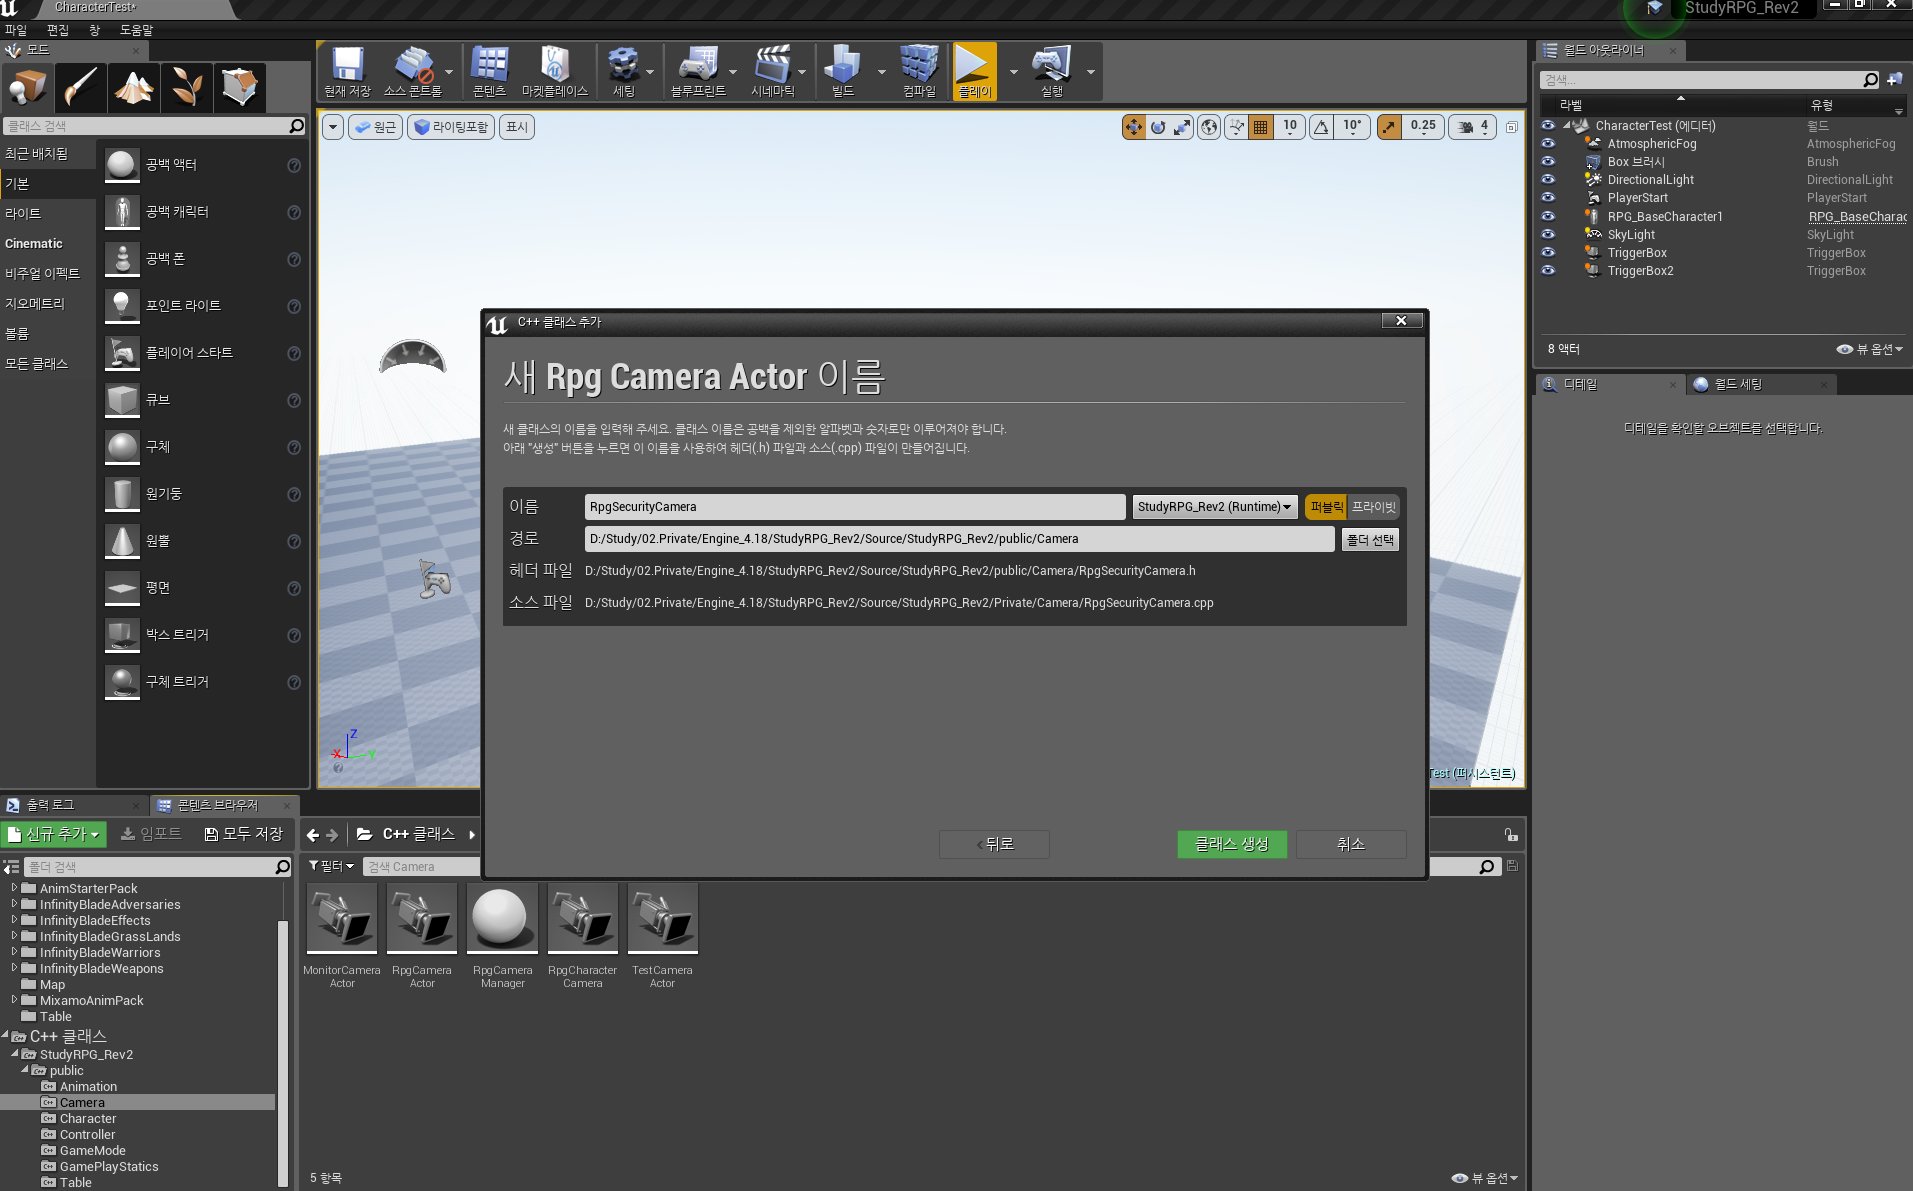 CharacterTest*
StudyRPG_Rev2
파일 편집 창 도움말
모드
클래스 검색
최근 배치됨
기본
라이트
Cinematic
비주얼 이펙트
지오메트리
볼륨
모든 클래스
공백 액터
공백 캐릭터
공백 폰
포인트 라이트
플레이어 스타트
큐브
구체
원기둥
원뿔
평면
박스 트리거
구체 트리거
현재 저장 소스 콘트롤 콘텐츠 마켓플레이스 세팅 블루프린트 시네마틱 빌드 컴파일 플레이 실행
원근 라이팅포함 표시
10 10° 0.25 4
Z
X Y
Test (퍼시스턴트)
월드 아웃라이너
검색...
라벨 유형
CharacterTest (에디터) 월드
AtmosphericFog AtmosphericFog
Box 브러시 Brush
DirectionalLight DirectionalLight
PlayerStart PlayerStart
RPG_BaseCharacter1 RPG_BaseCharac
SkyLight SkyLight
TriggerBox TriggerBox
TriggerBox2 TriggerBox
8 액터
뷰 옵션
디테일 월드 세팅
디테일을 확인할 오브젝트를 선택합니다.
C++ 클래스 추가
새 Rpg Camera Actor 이름
새 클래스의 이름을 입력해 주세요. 클래스 이름은 공백을 제외한 알파벳과 숫자로만 이루어져야 합니다.
아래 "생성" 버튼을 누르면 이 이름을 사용하여 헤더(.h) 파일과 소스(.cpp) 파일이 만들어집니다.
이름 RpgSecurityCamera StudyRPG_Rev2 (Runtime) 퍼블릭 프라이빗
경로 D:/Study/02.Private/Engine_4.18/StudyRPG_Rev2/Source/StudyRPG_Rev2/public/Camera 폴더 선택
헤더 파일 D:/Study/02.Private/Engine_4.18/StudyRPG_Rev2/Source/StudyRPG_Rev2/public/Camera/RpgSecurityCamera.h
소스 파일 D:/Study/02.Private/Engine_4.18/StudyRPG_Rev2/Source/StudyRPG_Rev2/Private/Camera/RpgSecurityCamera.cpp
<뒤로 클래스 생성 취소
출력 로그 콘텐츠 브라우저
신규 추가 임포트 모두 저장 C++ 클래스
폴더 검색
필터 검색 Camera
AnimStarterPack
InfinityBladeAdversaries
InfinityBladeEffects
InfinityBladeGrassLands
InfinityBladeWarriors
InfinityBladeWeapons
Map
MixamoAnimPack
Table
C++ 클래스
StudyRPG_Rev2
public
Animation
Camera
Character
Controller
GameMode
GamePlayStatics
Table
MonitorCamera Actor
RpgCamera Actor
RpgCamera Manager
RpgCharacter Camera
TestCamera Actor
5 항목
뷰 옵션